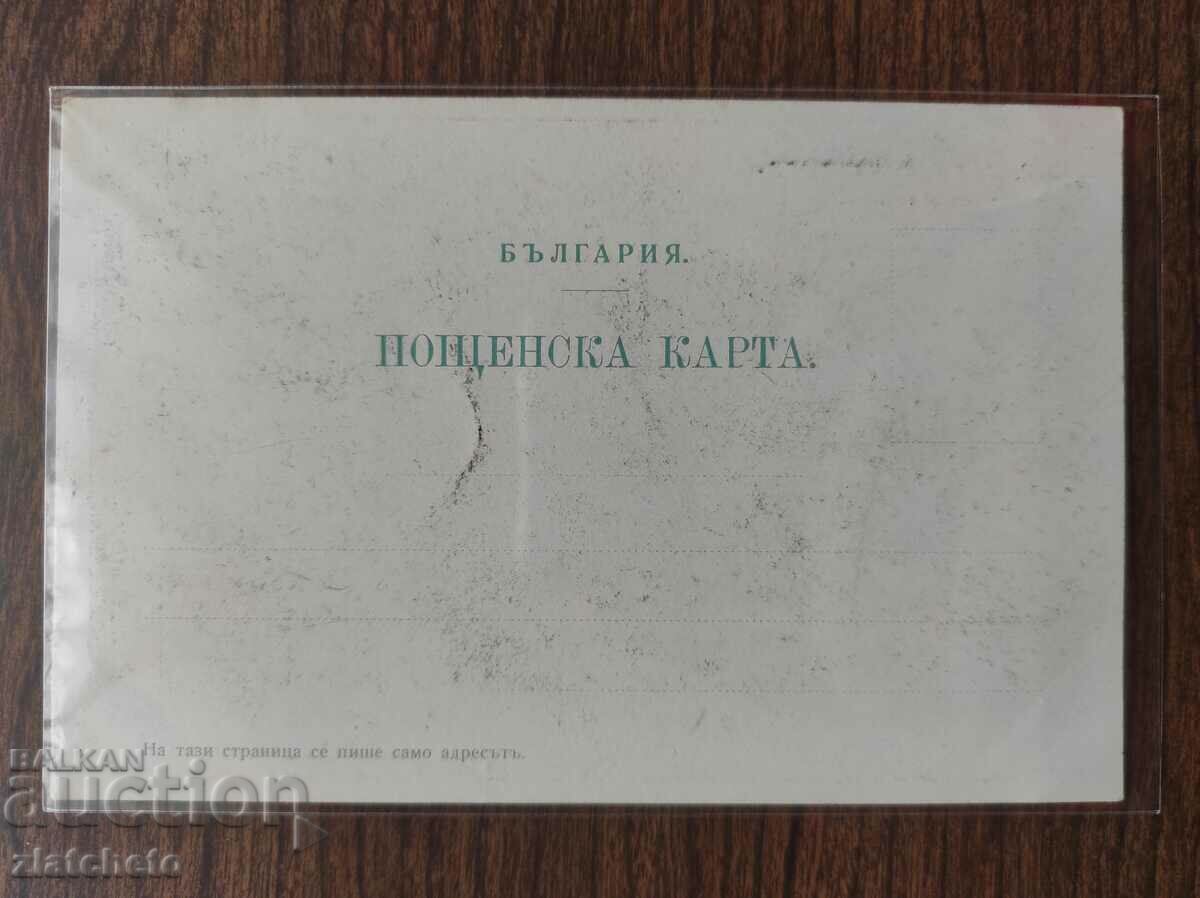 БЪЛГАРИЯ.
ПОЩЕНСКА КАРТА.
На тази страница се пише само адресътъ.
BALKAN
auction
zlatcheto